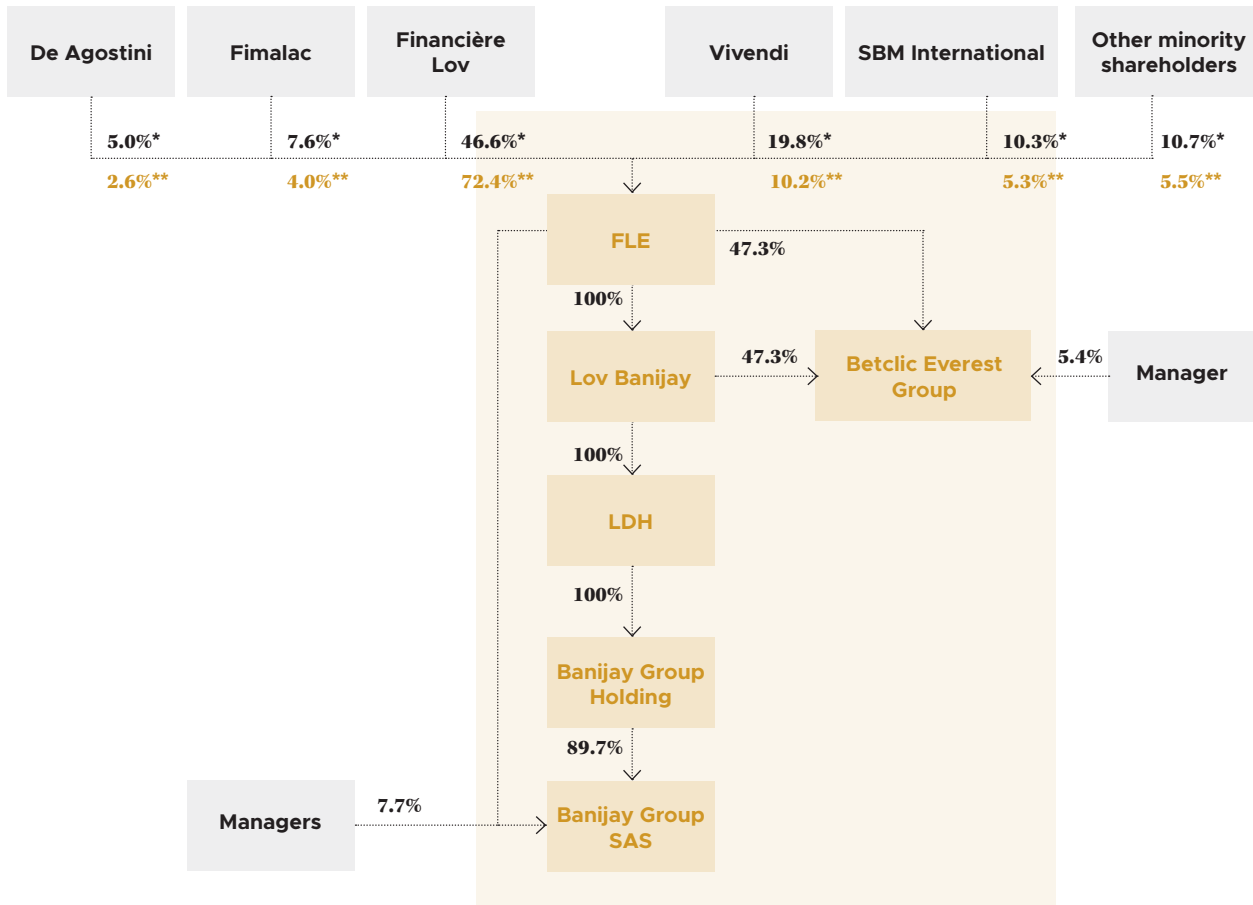 De Agostini
Fimalac
Financière
Lov
Vivendi
SBM International
Other minority
shareholders
5.0%*
7.6%*
46.6%*
19.8%*
10.3%*
10.7%*
2.6%**
4.0%**
72.4%**
10.2%**
5.3%**
5.5%**
FLE
47.3%
100%
Lov Banijay
47.3%
Betclic Everest
Group
5.4%
Manager
100%
LDH
100%
Banijay Group
Holding
89.7%
Managers
7.7%
Banijay Group
SAS